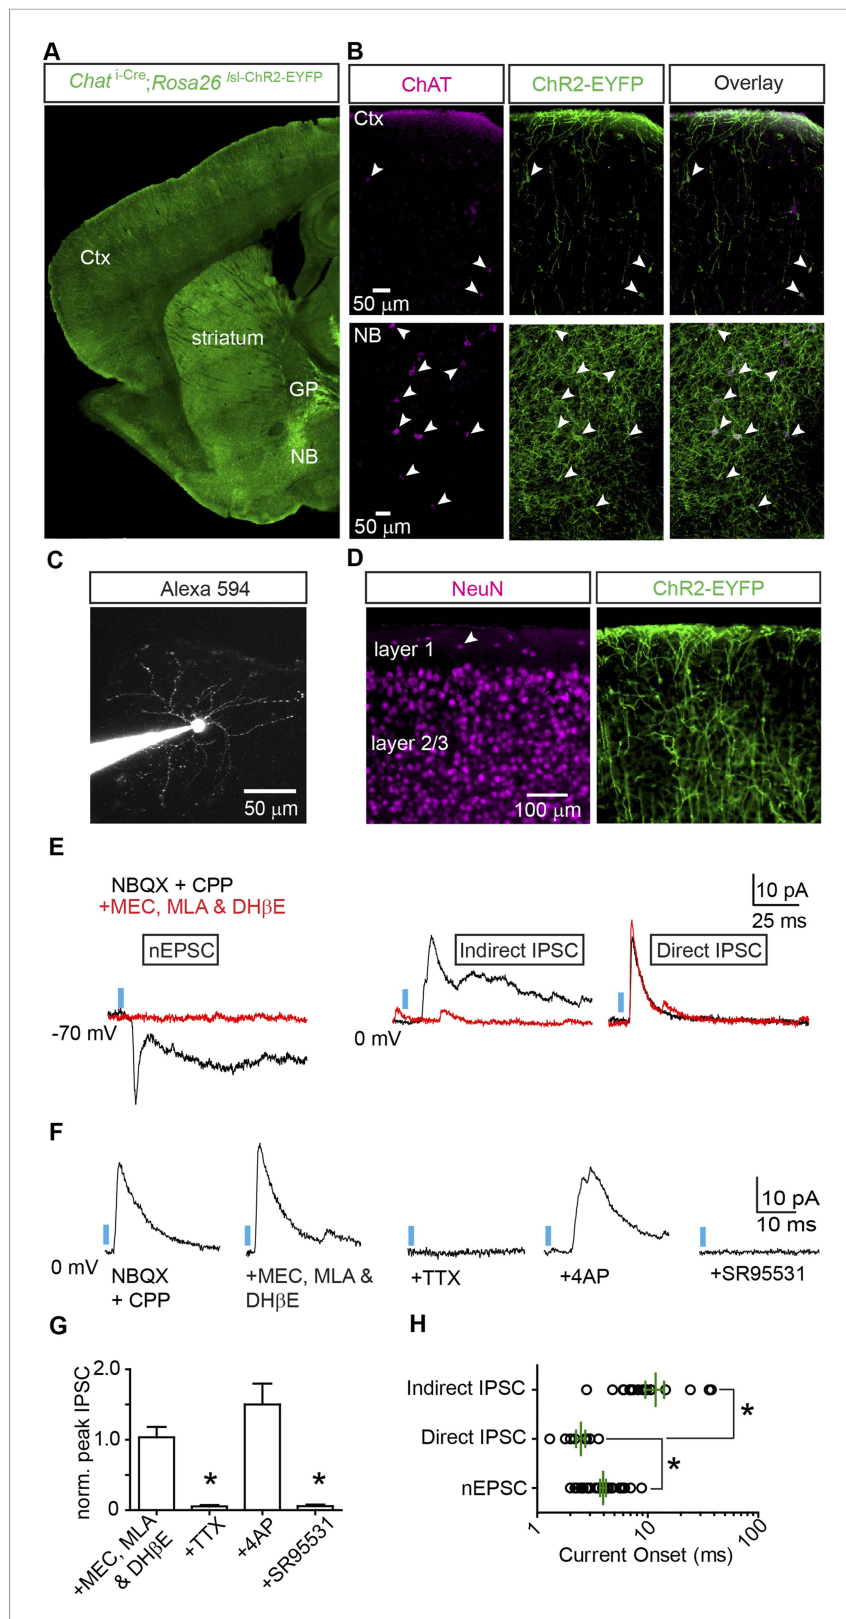 A
Chat i-Cre;Rosa26 lsl-ChR2-EYFP
Ctx
striatum
GP
NB
B
ChAT
ChR2-EYFP
Overlay
Ctx
50 μm
NB
50 μm
C
Alexa 594
50 μm
D
NeuN
ChR2-EYFP
layer 1
layer 2/3
100 μm
E
NBQX + CPP
+MEC, MLA & DHβE
10 pA
25 ms
nEPSC
Indirect IPSC
Direct IPSC
-70 mV
0 mV
F
10 pA
10 ms
0 mV
NBQX
+ CPP
+MEC, MLA &
DHβE
+TTX
+4AP
+SR95531
G
norm. peak IPSC
2.0
1.0
0
*
*
+MEC, MLA
& DHβE
+TTX
+4AP
+SR95531
H
Indirect IPSC
Direct IPSC
nEPSC
*
*
1
10
100
Current Onset (ms)